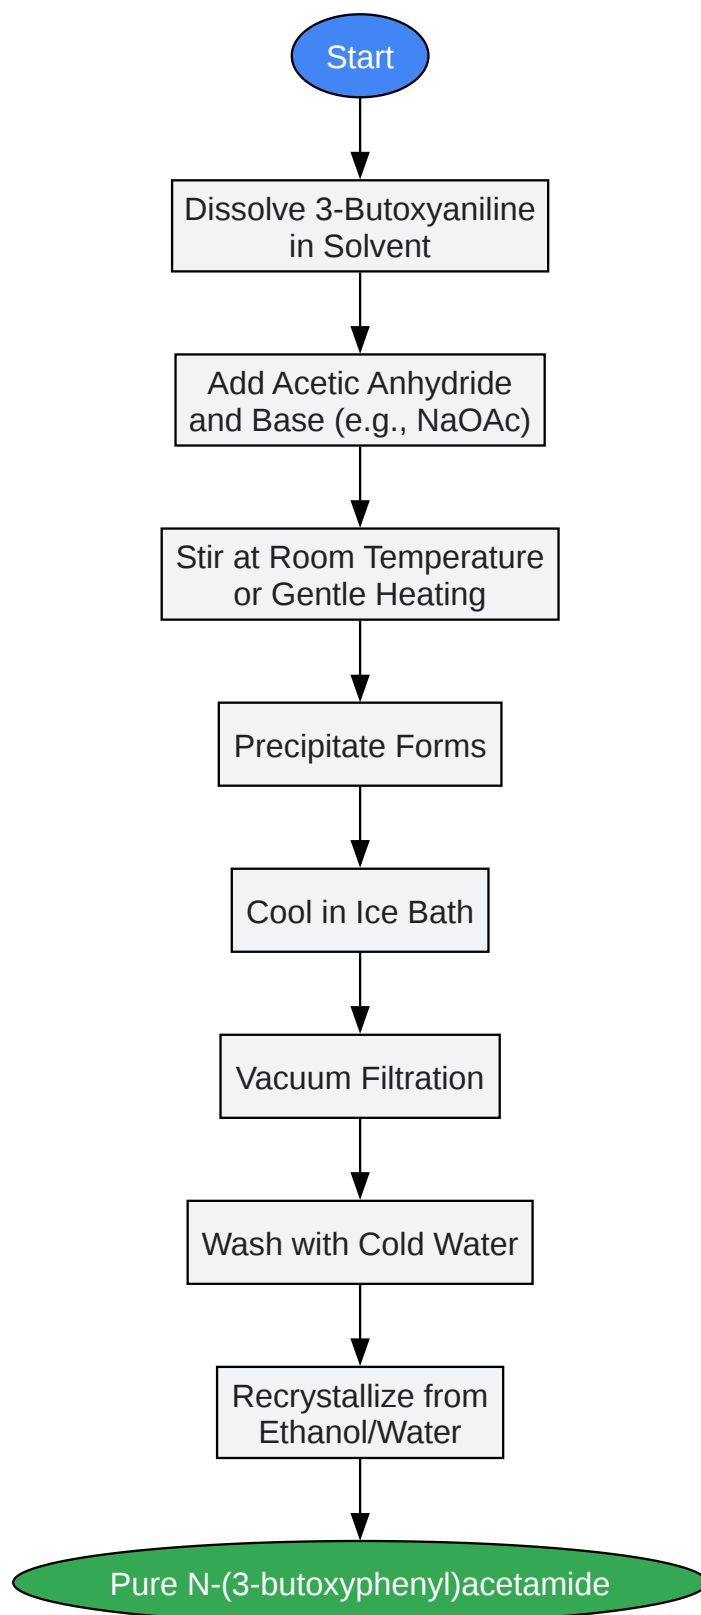 Start
Dissolve 3-Butoxyaniline
in Solvent
Add Acetic Anhydride
and Base (e.g., NaOAc)
Stir at Room Temperature
or Gentle Heating
Precipitate Forms
Cool in Ice Bath
Vacuum Filtration
Wash with Cold Water
Recrystallize from
Ethanol/Water
Pure N-(3-butoxyphenyl)acetamide